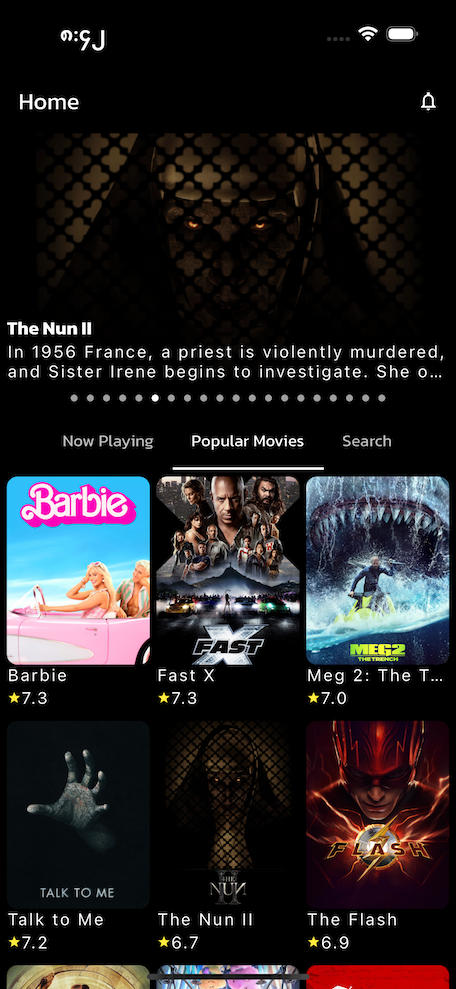 Home
The Nun II
In 1956 France, a priest is violently murdered,
and Sister Irene begins to investigate. She o...
Now Playing
Popular Movies
Search
Barbie
FAST X
MEG2
THE TRENCH
Barbie
Fast X
Meg 2: The T...
7.3
7.3
7.0
TALK TO ME
THE NUN II
FLASH
Talk to Me
The Nun II
The Flash
7.2
6.7
6.9